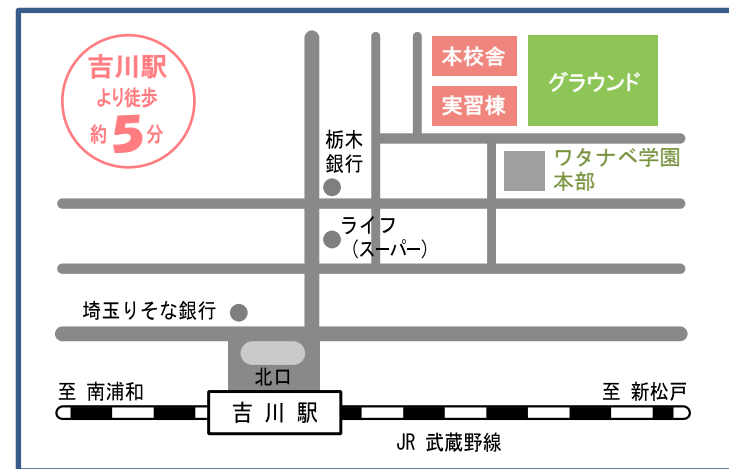 吉川駅
より徒歩
約5分
本校舎
実習棟
グラウンド
栃木
銀行
ワタナベ学園
本部
ライフ
(スーパー)
埼玉りそな銀行
北口
至 南浦和
至 新松戸
吉川駅
JR 武蔵野線